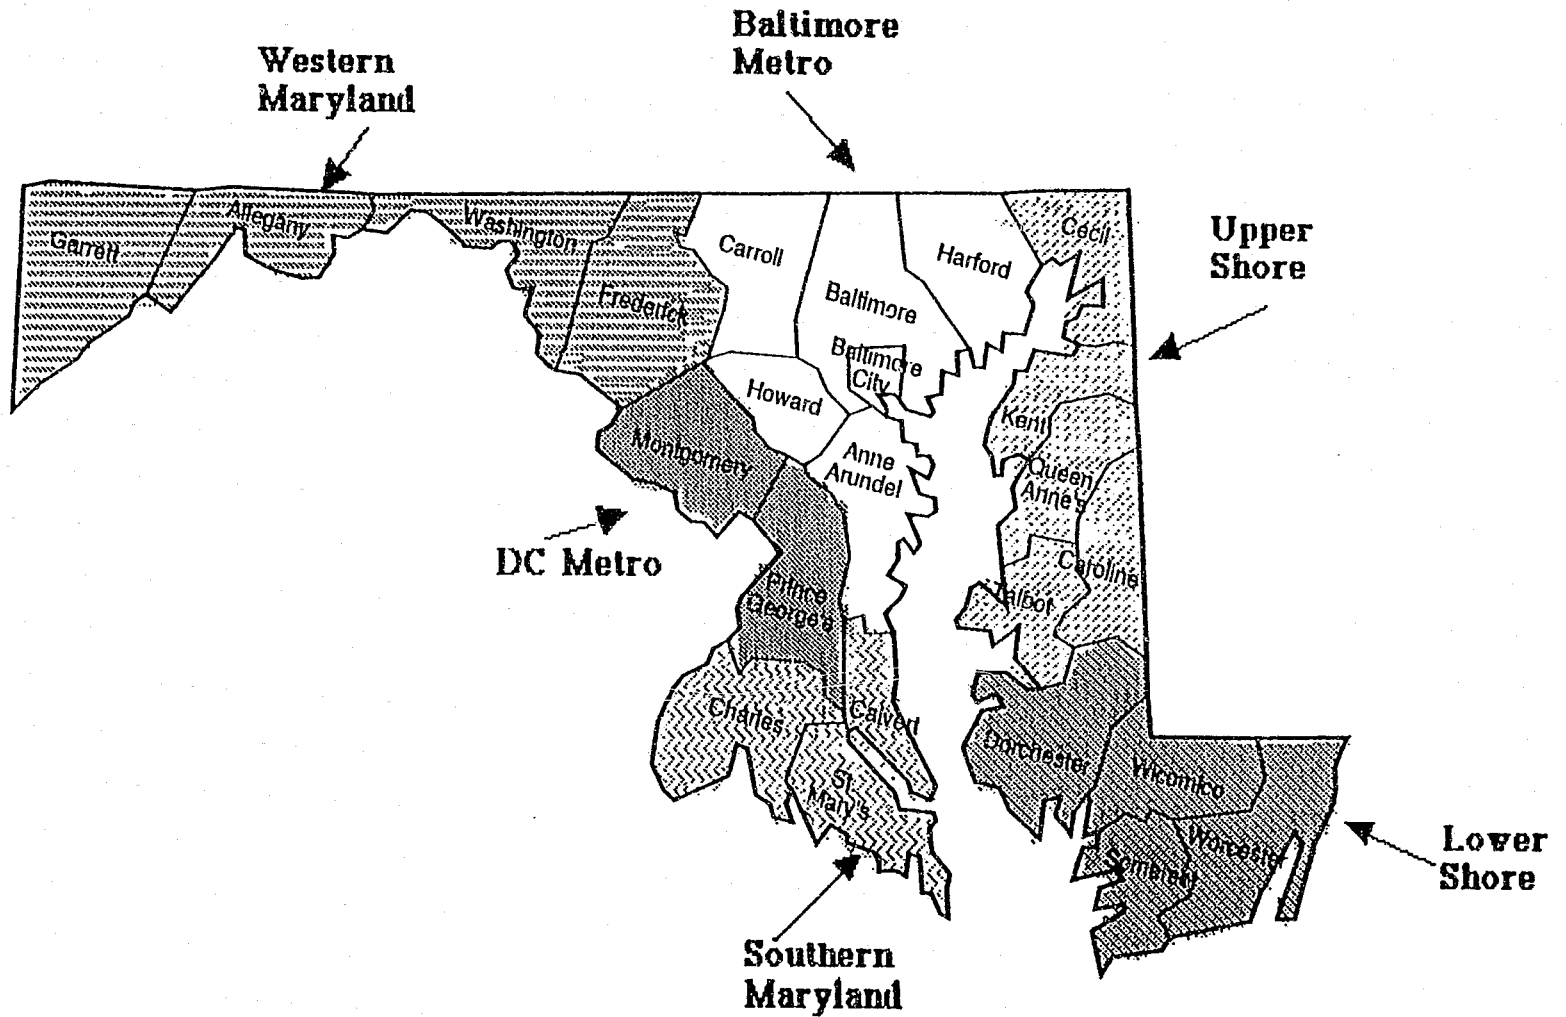 Baltimore
Metro
Western
Maryland
Upper
Shore
Garrett
Allegany
Washington
Frederick
Carroll
Baltimore
Harford
Cecil
Baltimore
City
Howard
Montgomery
Anne
Arundel
Kent
Queen
Anne's
DC Metro
Prince
George's
Talbot
Caroline
Charles
Calvert
St
Mary's
Dorchester
Wicomico
Somerset
Worcester
Lower
Shore
Southern
Maryland